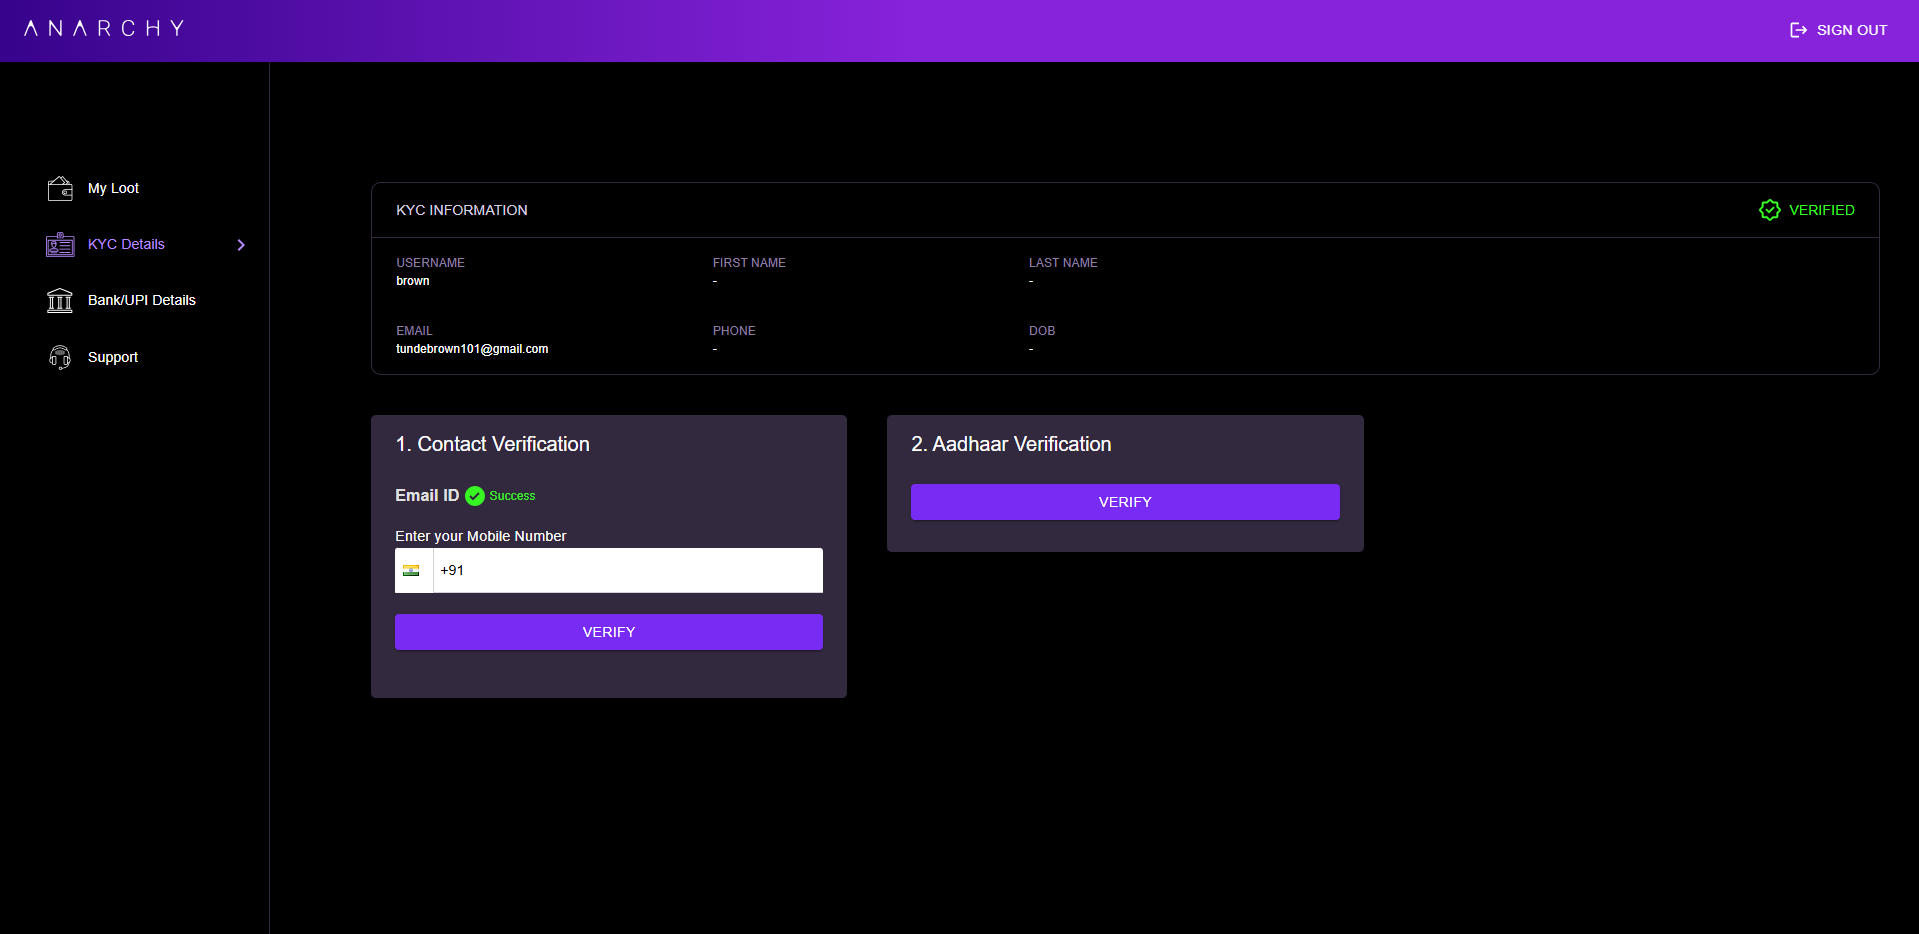 ANARCHY
SIGN OUT
My Loot
KYC Details
Bank/UPI Details
Support
KYC INFORMATION
VERIFIED
USERNAME
brown
FIRST NAME
-
LAST NAME
-
EMAIL
tundebrown101@gmail.com
PHONE
-
DOB
-
1. Contact Verification
Email ID Success
Enter your Mobile Number
+91
VERIFY
2. Aadhaar Verification
VERIFY